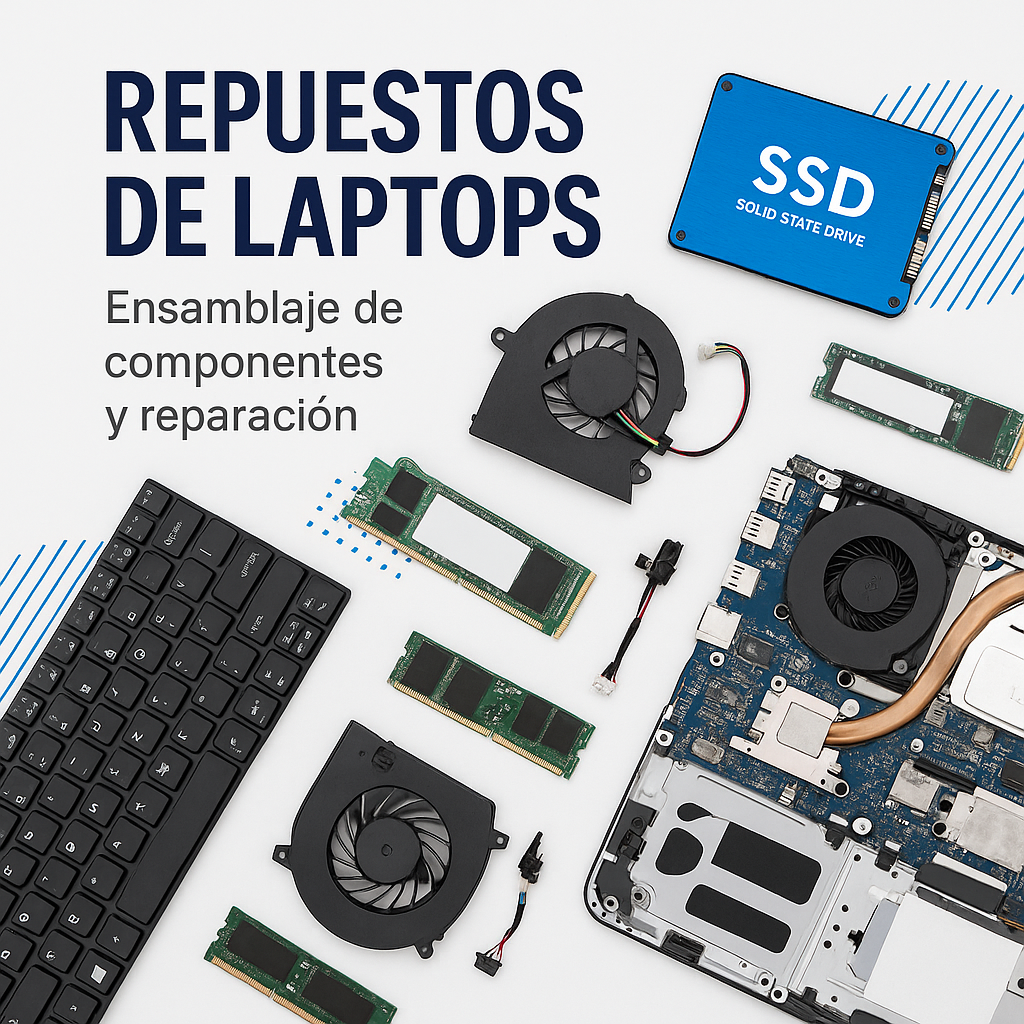 REPUESTOS
DE LAPTOPS
Ensamblaje de
componentes
y reparación
SSD
SOLID STATE DRIVE